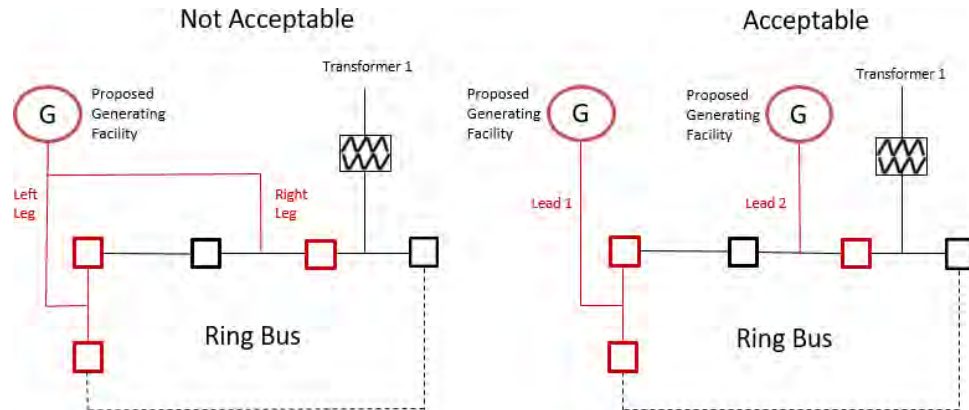 Not Acceptable
Transformer 1
G
Proposed
Generating
Facility
Left
Leg
Right
Leg
Ring Bus
Acceptable
Transformer 1
G
Proposed
Generating
Facility
G
Proposed
Generating
Facility
Lead 1
Lead 2
Ring Bus